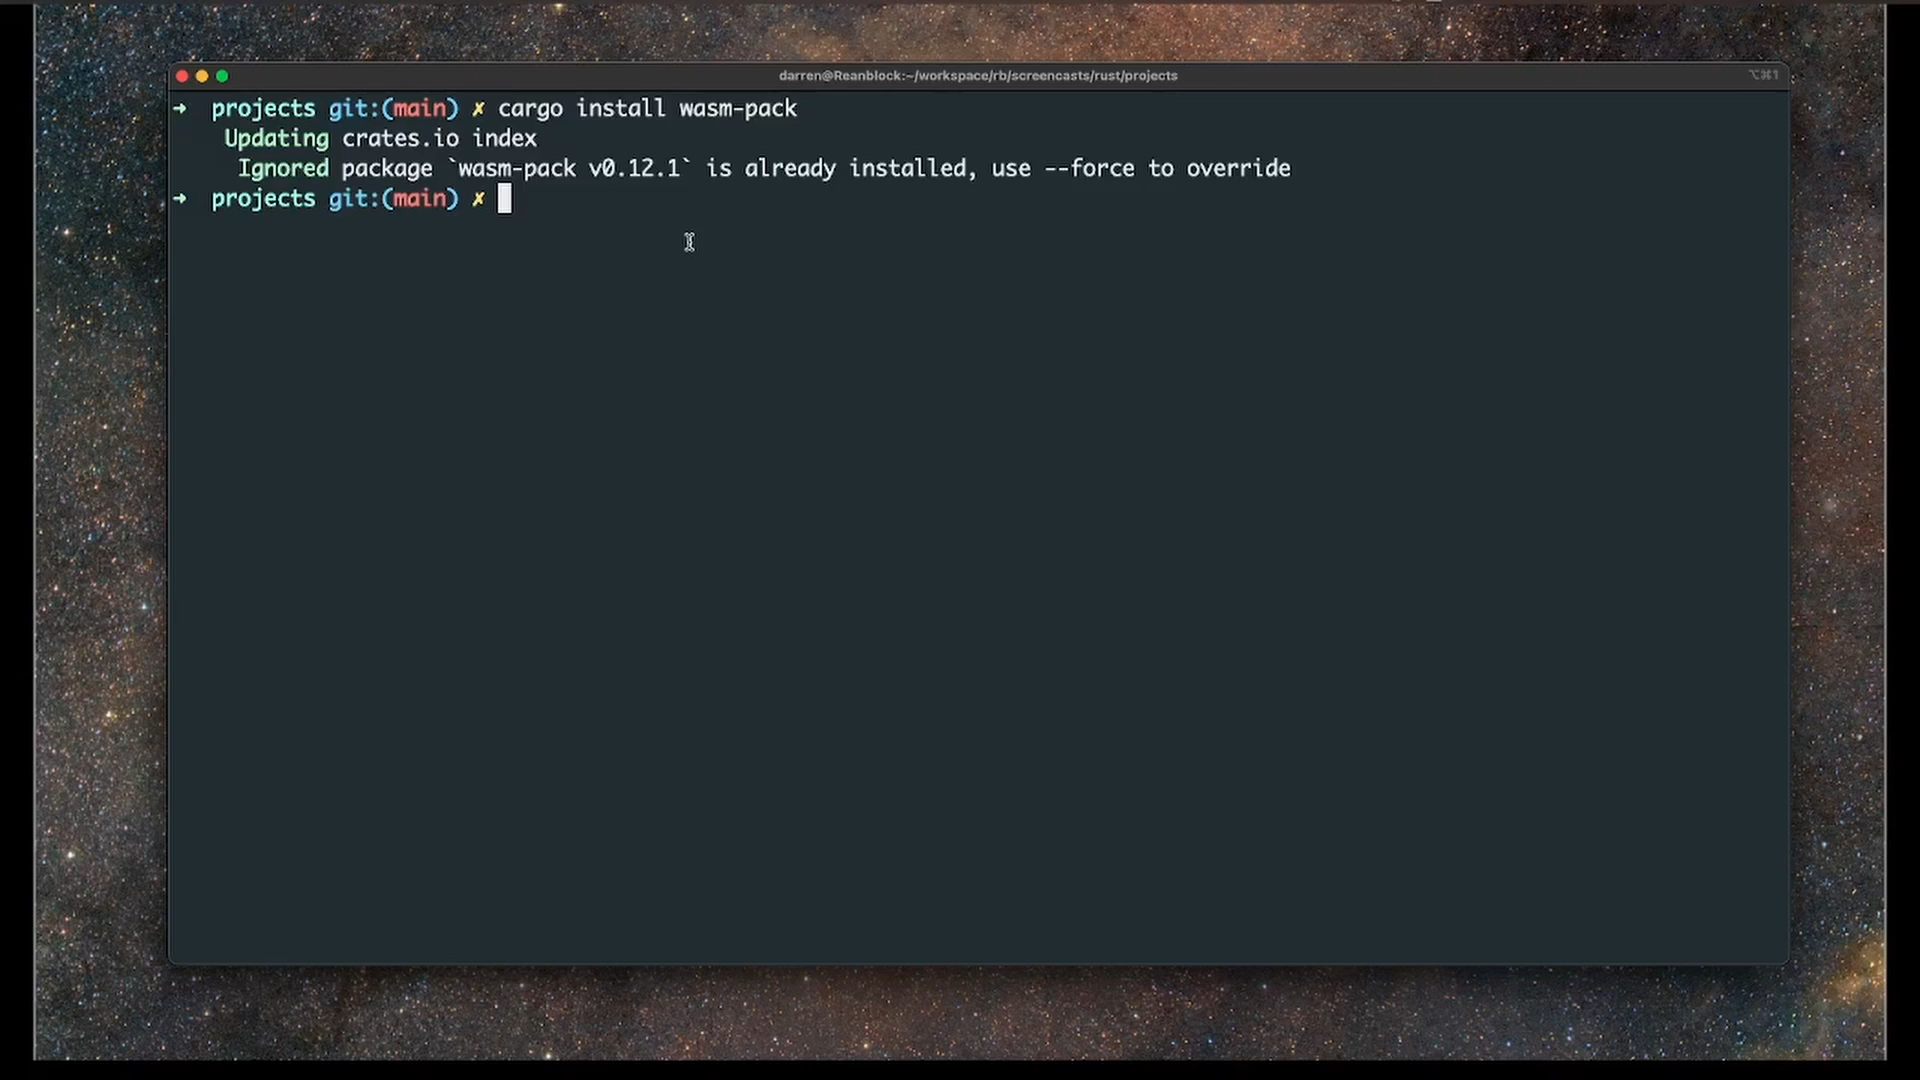 darren@Reanblock:~/workspace/rb/screencasts/rust/projects
⌥⌘1
→ projects git:(main) ✗ cargo install wasm-pack
Updating crates.io index
Ignored package `wasm-pack v0.12.1` is already installed, use --force to override
→ projects git:(main) ✗